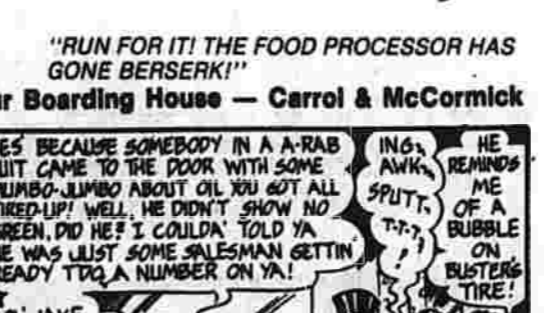 "RUN FOR IT! THE FOOD PROCESSOR HAS
GONE BERSERK!"
r Boarding House — Carrol & McCormick
ES BECAUSE SOMEBODY IN A A-RAB
UIT CAME TO THE DOOR WITH SOME
UMBO-JUMBO ABOUT OIL YOU GOT ALL
IRED-UP! WELL, HE DIDN'T SHOW NO
REEN, DID HE? I COULDA' TOLD YA
E WAS JUST SOME SALESMAN GETTIN'
EADY TDO A NUMBER ON YA!
ING-
AWK-
SPUTT-
T-T-T,
!
HE
REMINDS
ME
OF A
BUBBLE
ON
BUSTER'S
TIRE!